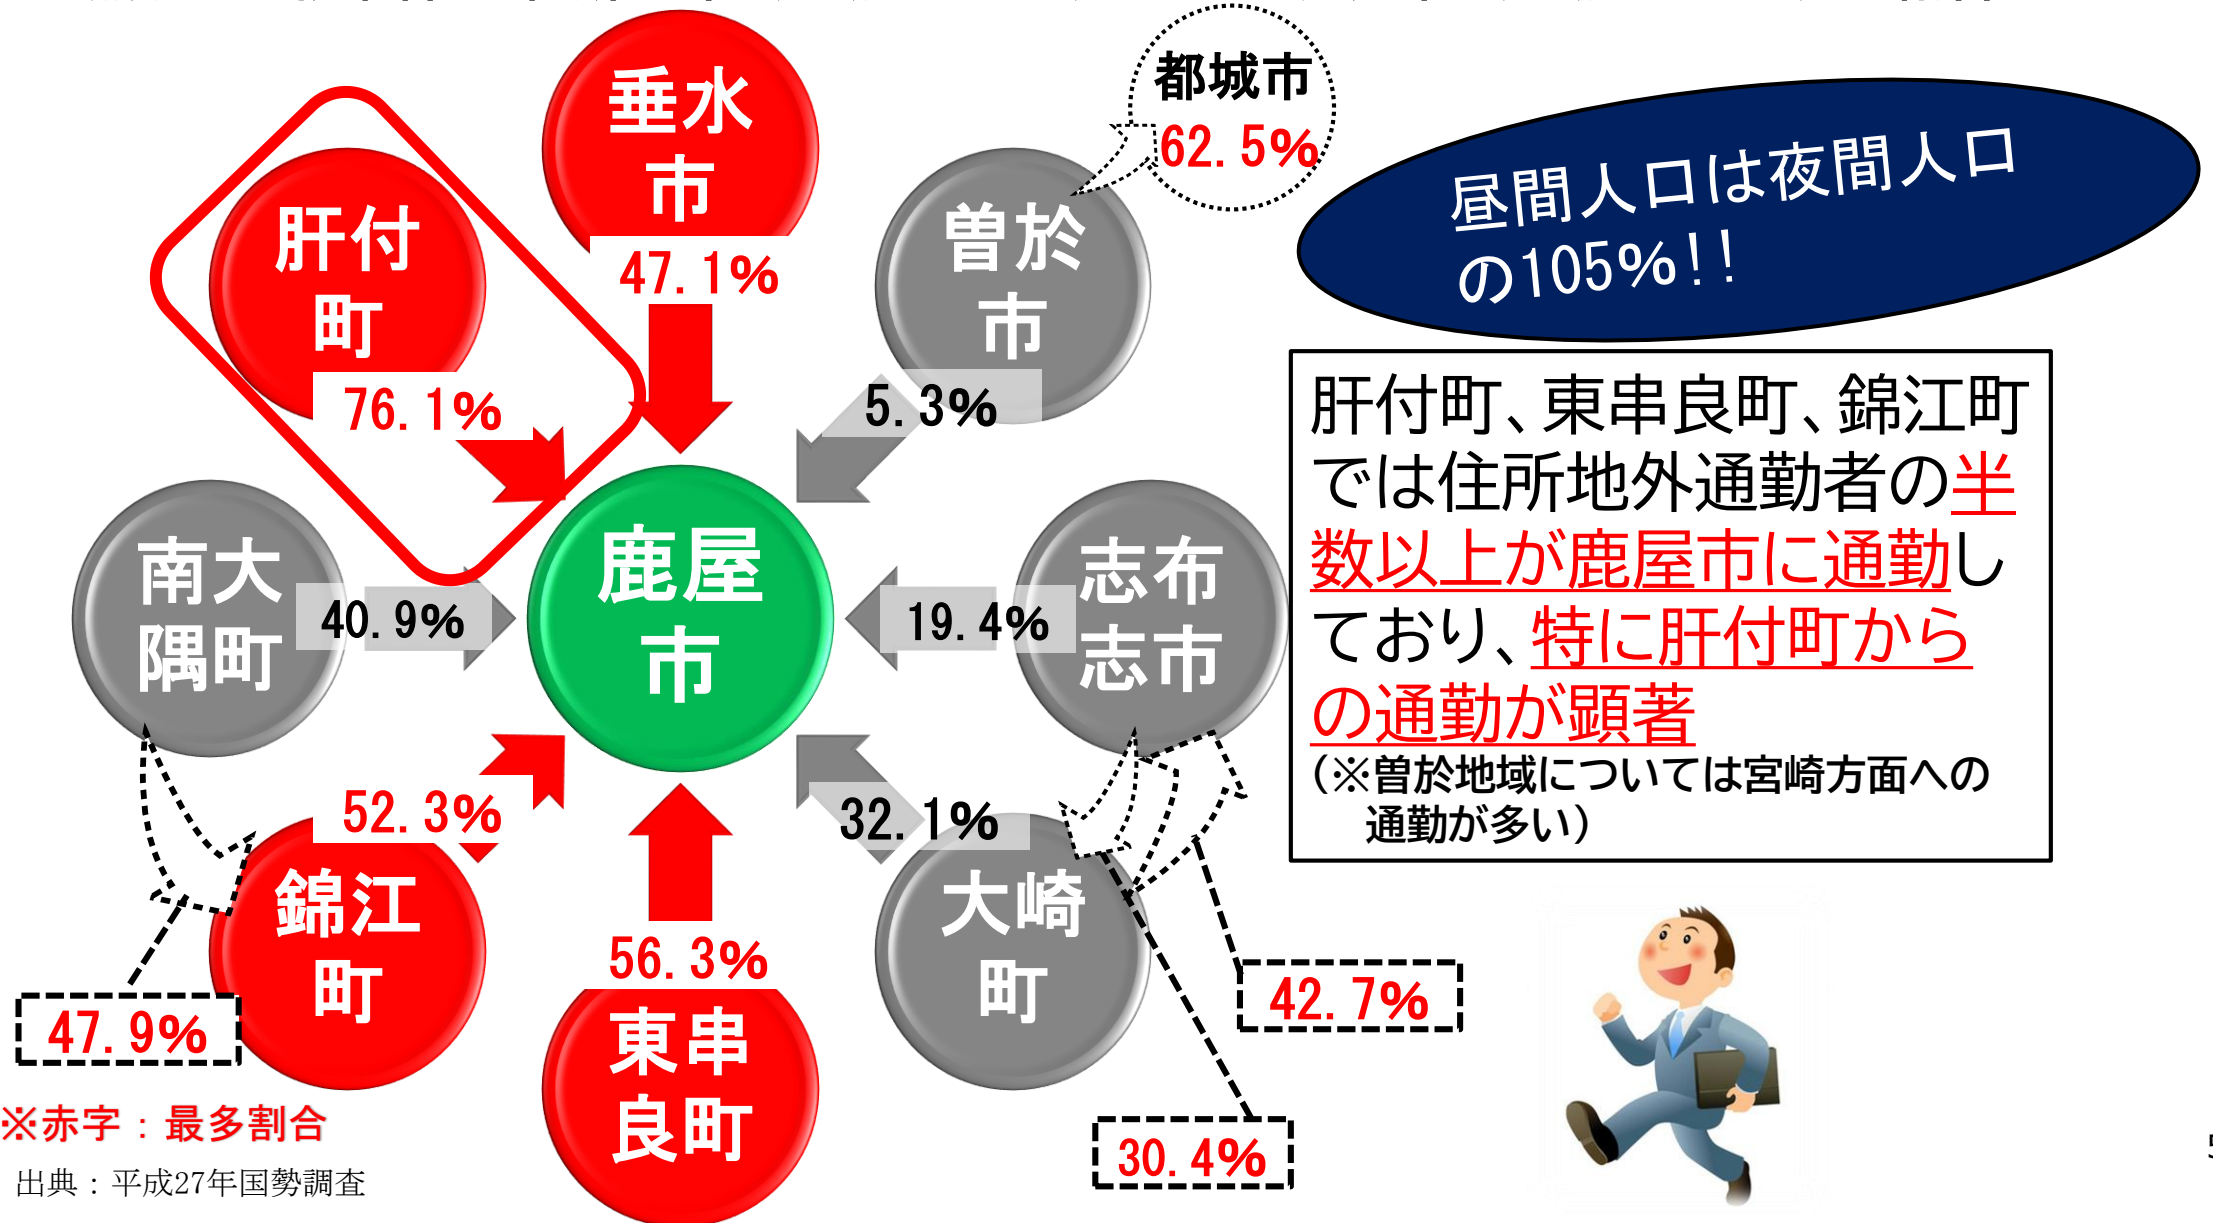 垂水
市
47.1%
都城市
62.5%
肝付
町
76.1%
曽於
市
5.3%
昼間人口は夜間人口
の105%!!
南大
隅町
40.9%
鹿屋
市
志布
志市
19.4%
肝付町、東串良町、錦江町
では住所地外通勤者の半
数以上が鹿屋市に通勤し
ており、特に肝付町から
の通勤が顕著
(※曽於地域については宮崎方面への
通勤が多い)
52.3%
錦江
町
47.9%
56.3%
東串
良町
32.1%
大崎
町
42.7%
30.4%
※赤字：最多割合
出典：平成27年国勢調査